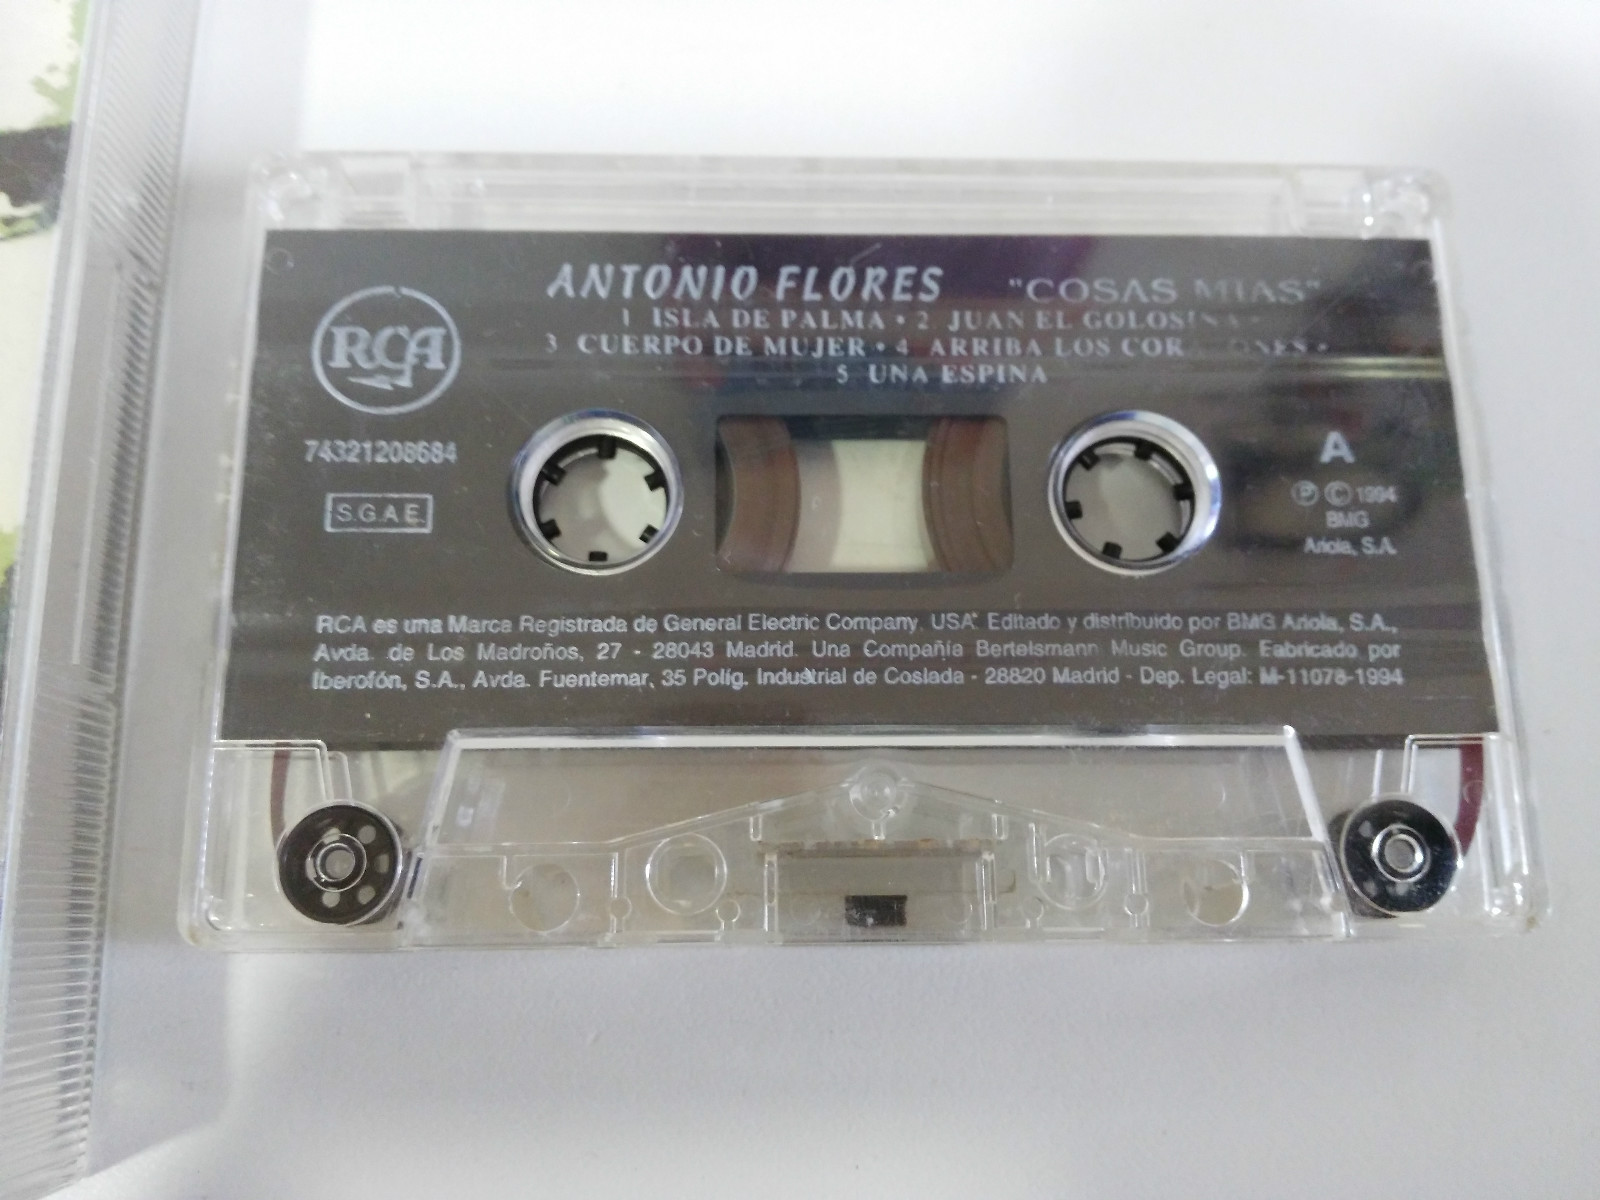 ANTONIO FLORES "COSAS MIAS"
1 ISLA DE PALMA • 2 JUAN EL GOLOSINA •
3 CUERPO DE MUJER • 4 ARRIBA LOS CORAZONES •
5 UNA ESPINA
RCA
74321208684
S.G.A.E.
A
Ⓟ Ⓒ 1994
BMG
Ariola, S.A.
RCA es una Marca Registrada de General Electric Company, USA. Editado y distribuido por BMG Ariola, S.A.,
Avda. de Los Madroños, 27 - 28043 Madrid. Una Compañía Bertelsmann Music Group. Fabricado por
Iberofón, S.A., Avda. Fuentemar, 35 Políg. Industrial de Coslada - 28820 Madrid - Dep. Legal: M-11078-1994